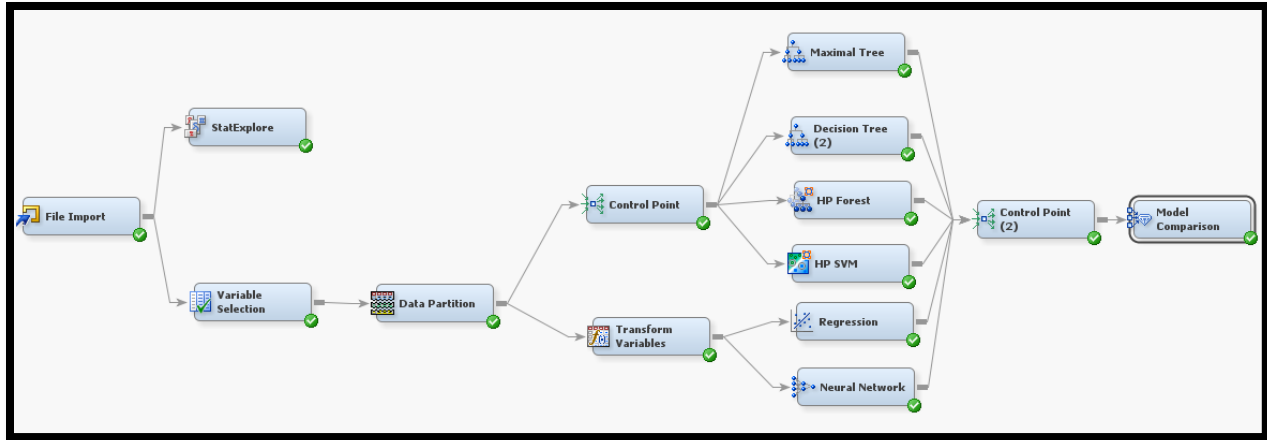 Maximal Tree
StatExplore
Decision Tree
(2)
File Import
Control Point
HP Forest
Control Point
(2)
Model
Comparison
HP SVM
Variable
Selection
Data Partition
Transform
Variables
Regression
Neural Network